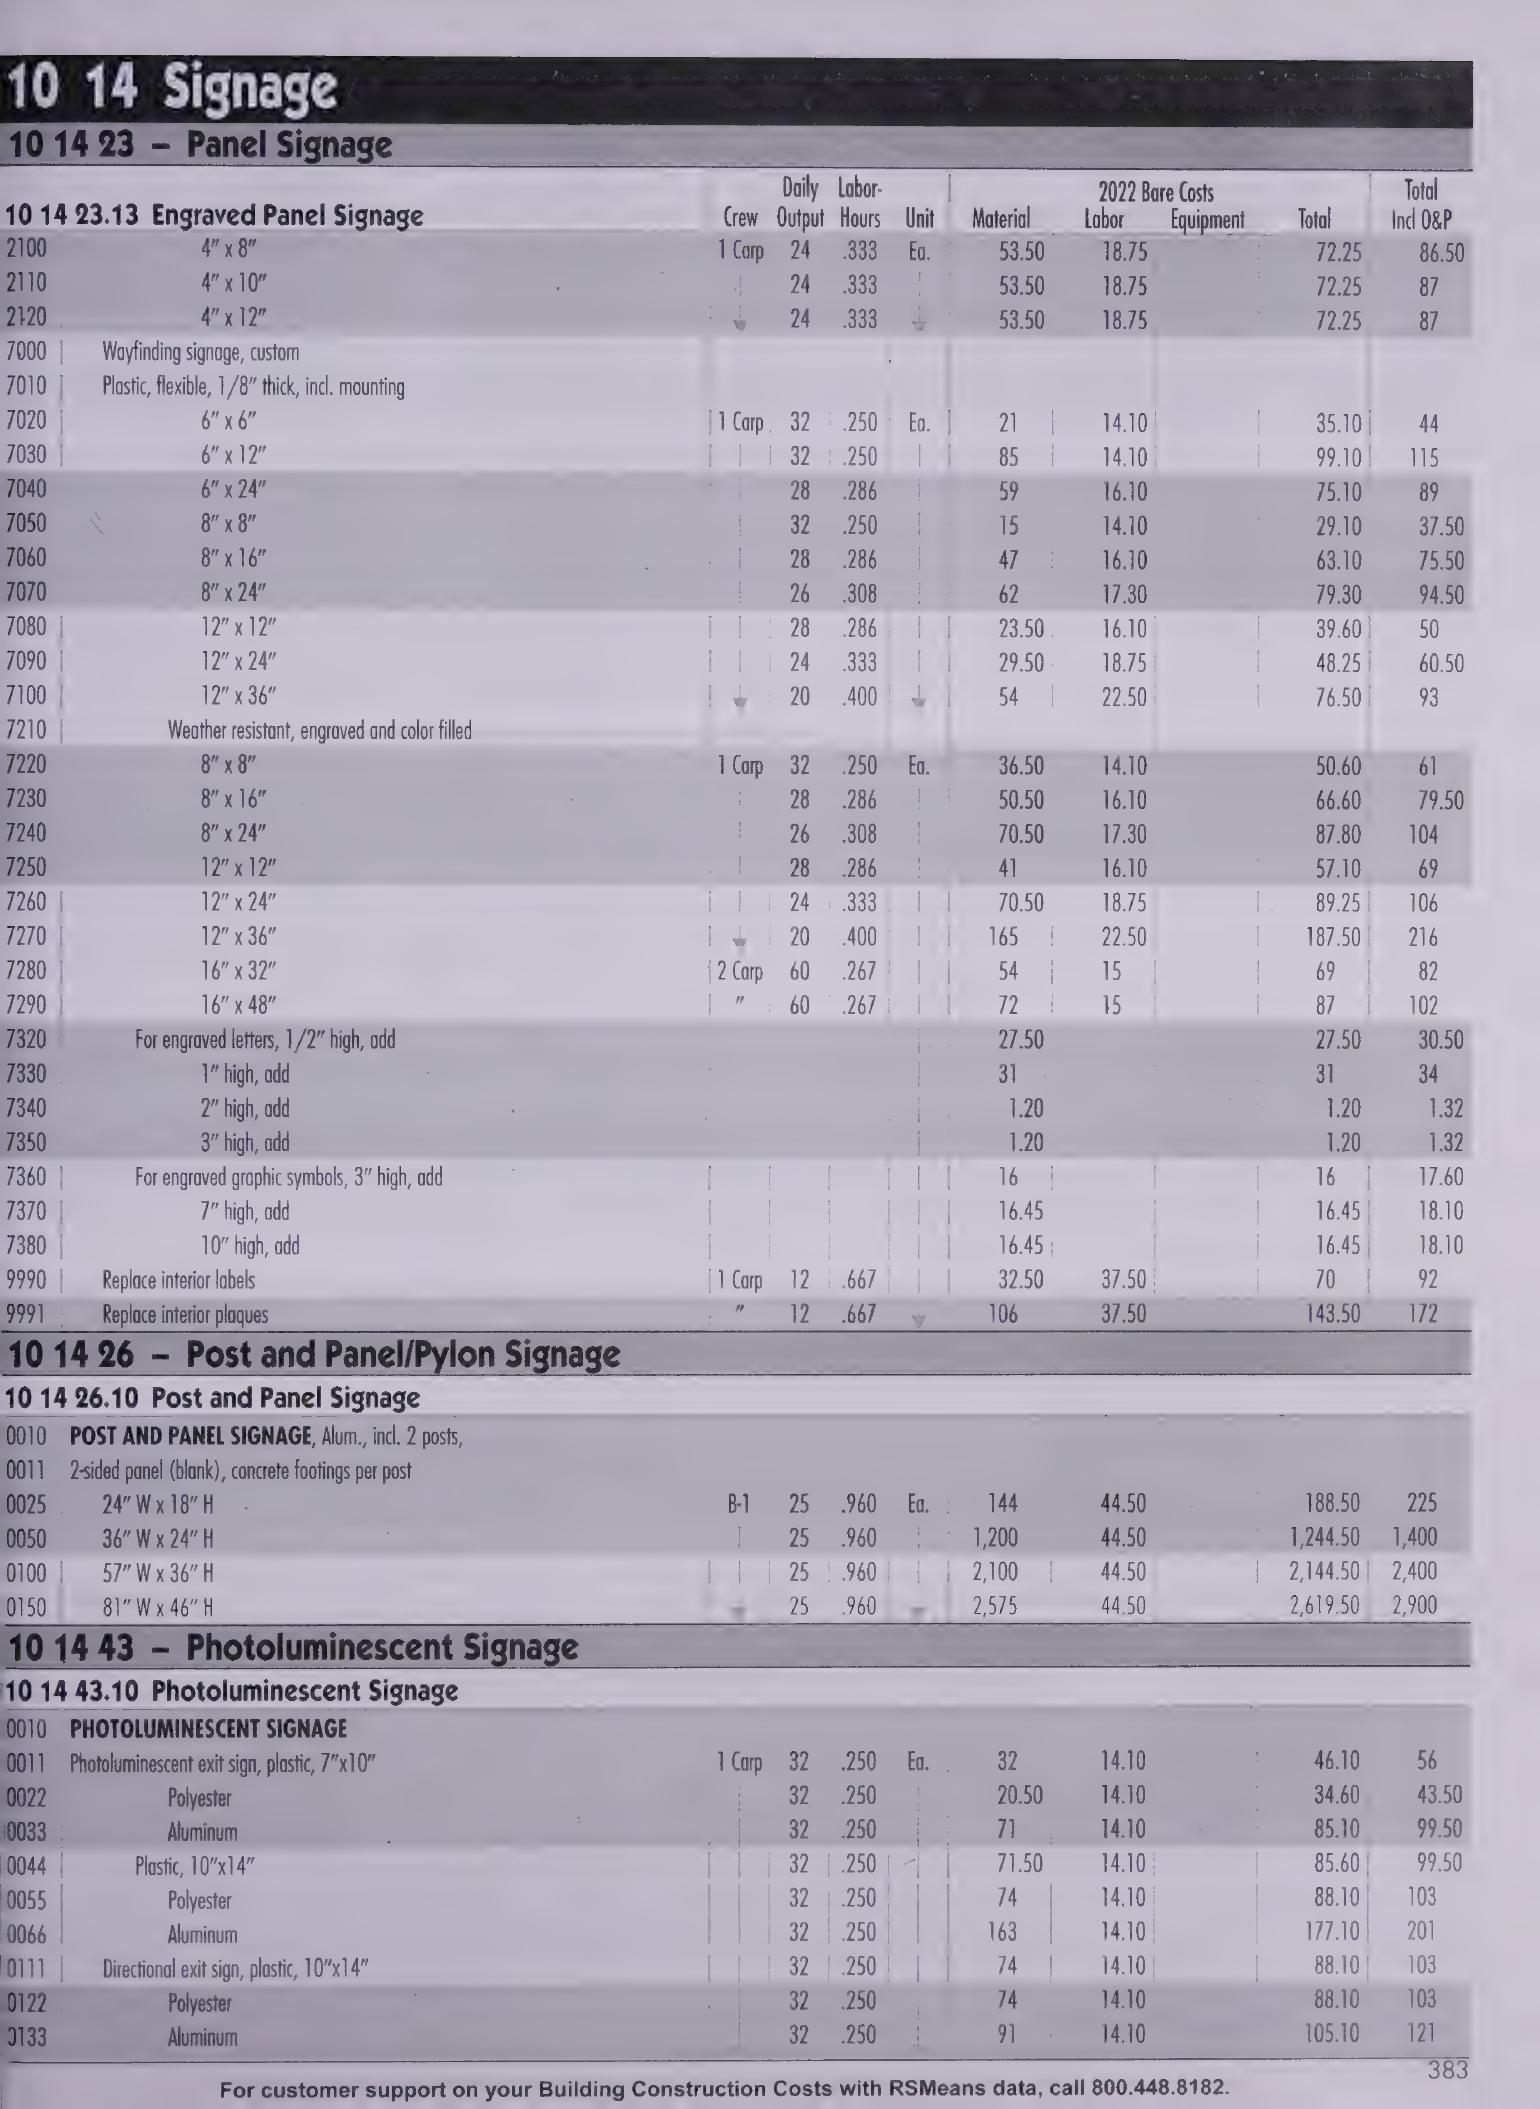 10 14 Signage
10 14 23 – Panel Signage
Daily Labor- 2022 Bare Costs Total
10 14 23.13 Engraved Panel Signage Crew Output Hours Unit Material Labor Equipment Total Incl O&P
2100 4" x 8" 1 Carp 24 .333 Ea. 53.50 18.75 72.25 86.50
2110 4" x 10" 24 .333 53.50 18.75 72.25 87
2120 4" x 12" 24 .333 53.50 18.75 72.25 87
7000 Wayfinding signage, custom
7010 Plastic, flexible, 1/8" thick, incl. mounting
7020 6" x 6" 1 Carp 32 .250 Ea. 21 14.10 35.10 44
7030 6" x 12" 32 .250 85 14.10 99.10 115
7040 6" x 24" 28 .286 59 16.10 75.10 89
7050 8" x 8" 32 .250 15 14.10 29.10 37.50
7060 8" x 16" 28 .286 47 16.10 63.10 75.50
7070 8" x 24" 26 .308 62 17.30 79.30 94.50
7080 12" x 12" 28 .286 23.50 16.10 39.60 50
7090 12" x 24" 24 .333 29.50 18.75 48.25 60.50
7100 12" x 36" 20 .400 54 22.50 76.50 93
7210 Weather resistant, engraved and color filled
7220 8" x 8" 1 Carp 32 .250 Ea. 36.50 14.10 50.60 61
7230 8" x 16" 28 .286 50.50 16.10 66.60 79.50
7240 8" x 24" 26 .308 70.50 17.30 87.80 104
7250 12" x 12" 28 .286 41 16.10 57.10 69
7260 12" x 24" 24 .333 70.50 18.75 89.25 106
7270 12" x 36" 20 .400 165 22.50 187.50 216
7280 16" x 32" 2 Carp 60 .267 54 15 69 82
7290 16" x 48" " 60 .267 72 15 87 102
7320 For engraved letters, 1/2" high, add 27.50 27.50 30.50
7330 1" high, add 31 31 34
7340 2" high, add 1.20 1.20 1.32
7350 3" high, add 1.20 1.20 1.32
7360 For engraved graphic symbols, 3" high, add 16 16 17.60
7370 7" high, add 16.45 16.45 18.10
7380 10" high, add 16.45 16.45 18.10
9990 Replace interior labels 1 Carp 12 .667 32.50 37.50 70 92
9991 Replace interior plaques " 12 .667 106 37.50 143.50 172
10 14 26 – Post and Panel/Pylon Signage
10 14 26.10 Post and Panel Signage
0010 POST AND PANEL SIGNAGE, Alum., incl. 2 posts,
0011 2-sided panel (blank), concrete footings per post
0025 24" W x 18" H B-1 25 .960 Ea. 144 44.50 188.50 225
0050 36" W x 24" H 25 .960 1,200 44.50 1,244.50 1,400
0100 57" W x 36" H 25 .960 2,100 44.50 2,144.50 2,400
0150 81" W x 46" H 25 .960 2,575 44.50 2,619.50 2,900
10 14 43 – Photoluminescent Signage
10 14 43.10 Photoluminescent Signage
0010 PHOTOLUMINESCENT SIGNAGE
0011 Photoluminescent exit sign, plastic, 7"x10" 1 Carp 32 .250 Ea. 32 14.10 46.10 56
0022 Polyester 32 .250 20.50 14.10 34.60 43.50
0033 Aluminum 32 .250 71 14.10 85.10 99.50
0044 Plastic, 10"x14" 32 .250 71.50 14.10 85.60 99.50
0055 Polyester 32 .250 74 14.10 88.10 103
0066 Aluminum 32 .250 163 14.10 177.10 201
0111 Directional exit sign, plastic, 10"x14" 32 .250 74 14.10 88.10 103
0122 Polyester 32 .250 74 14.10 88.10 103
0133 Aluminum 32 .250 91 14.10 105.10 121
383
For customer support on your Building Construction Costs with RSMeans data, call 800.448.8182.